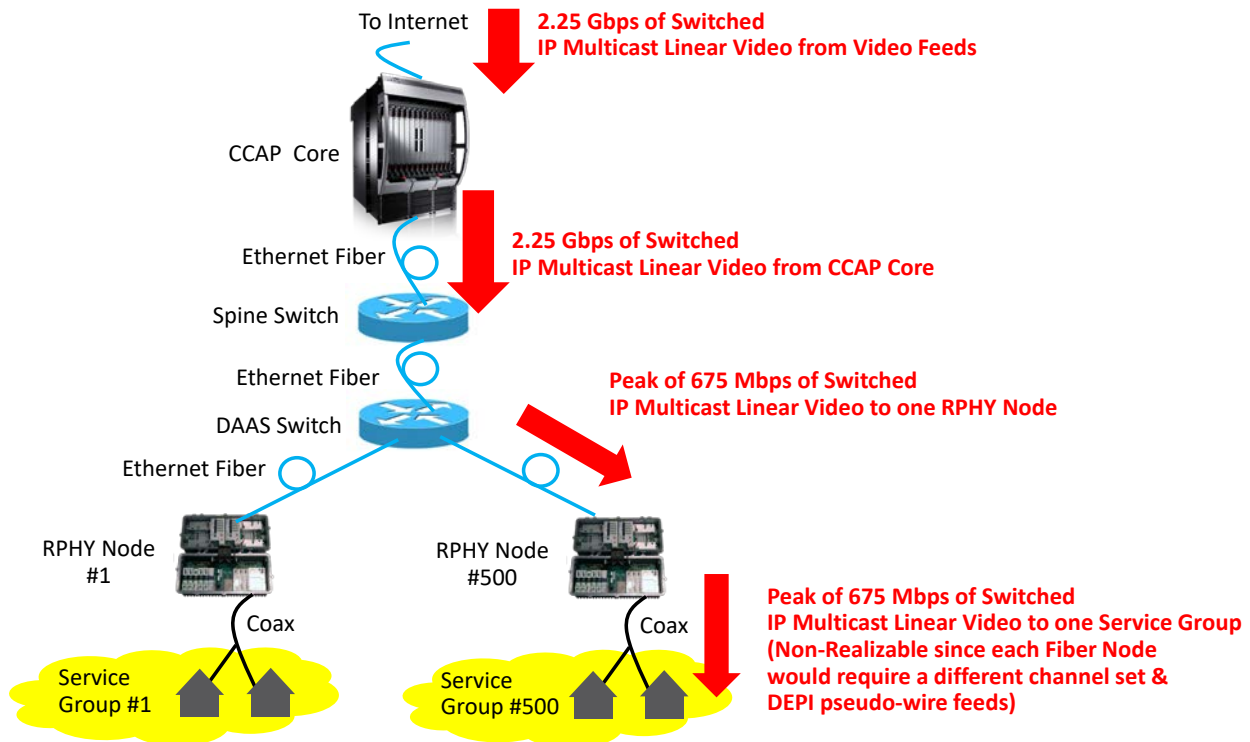 To Internet
2.25 Gbps of Switched
IP Multicast Linear Video from Video Feeds
CCAP Core
2.25 Gbps of Switched
IP Multicast Linear Video from CCAP Core
Ethernet Fiber
Spine Switch
Ethernet Fiber
Peak of 675 Mbps of Switched
IP Multicast Linear Video to one RPHY Node
DAAS Switch
Ethernet Fiber
RPHY Node
#1
RPHY Node
#500
Coax
Coax
Peak of 675 Mbps of Switched
IP Multicast Linear Video to one Service Group
(Non-Realizable since each Fiber Node
would require a different channel set &
DEPI pseudo-wire feeds)
Service
Group #1
Service
Group #500